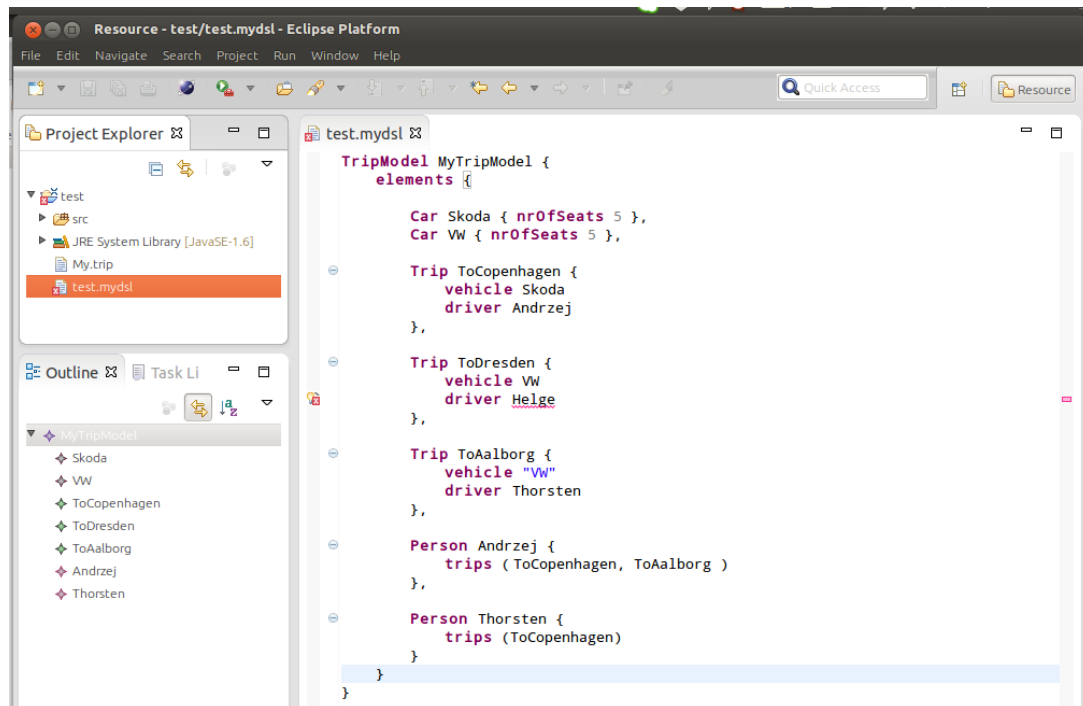 Resource - test/test.mydsl - Eclipse Platform
File Edit Navigate Search Project Run Window Help
Quick Access
Resource
Project Explorer
test
src
JRE System Library [JavaSE-1.6]
My.trip
test.mydsl
Outline Task Li
MyTripModel
Skoda
VW
ToCopenhagen
ToDresden
ToAalborg
Andrzej
Thorsten
test.mydsl
TripModel MyTripModel {
elements {
Car Skoda { nrOfSeats 5 },
Car VW { nrOfSeats 5 },
Trip ToCopenhagen {
vehicle Skoda
driver Andrzej
},
Trip ToDresden {
vehicle VW
driver Helge
},
Trip ToAalborg {
vehicle "VW"
driver Thorsten
},
Person Andrzej {
trips ( ToCopenhagen, ToAalborg )
},
Person Thorsten {
trips (ToCopenhagen)
}
}
}